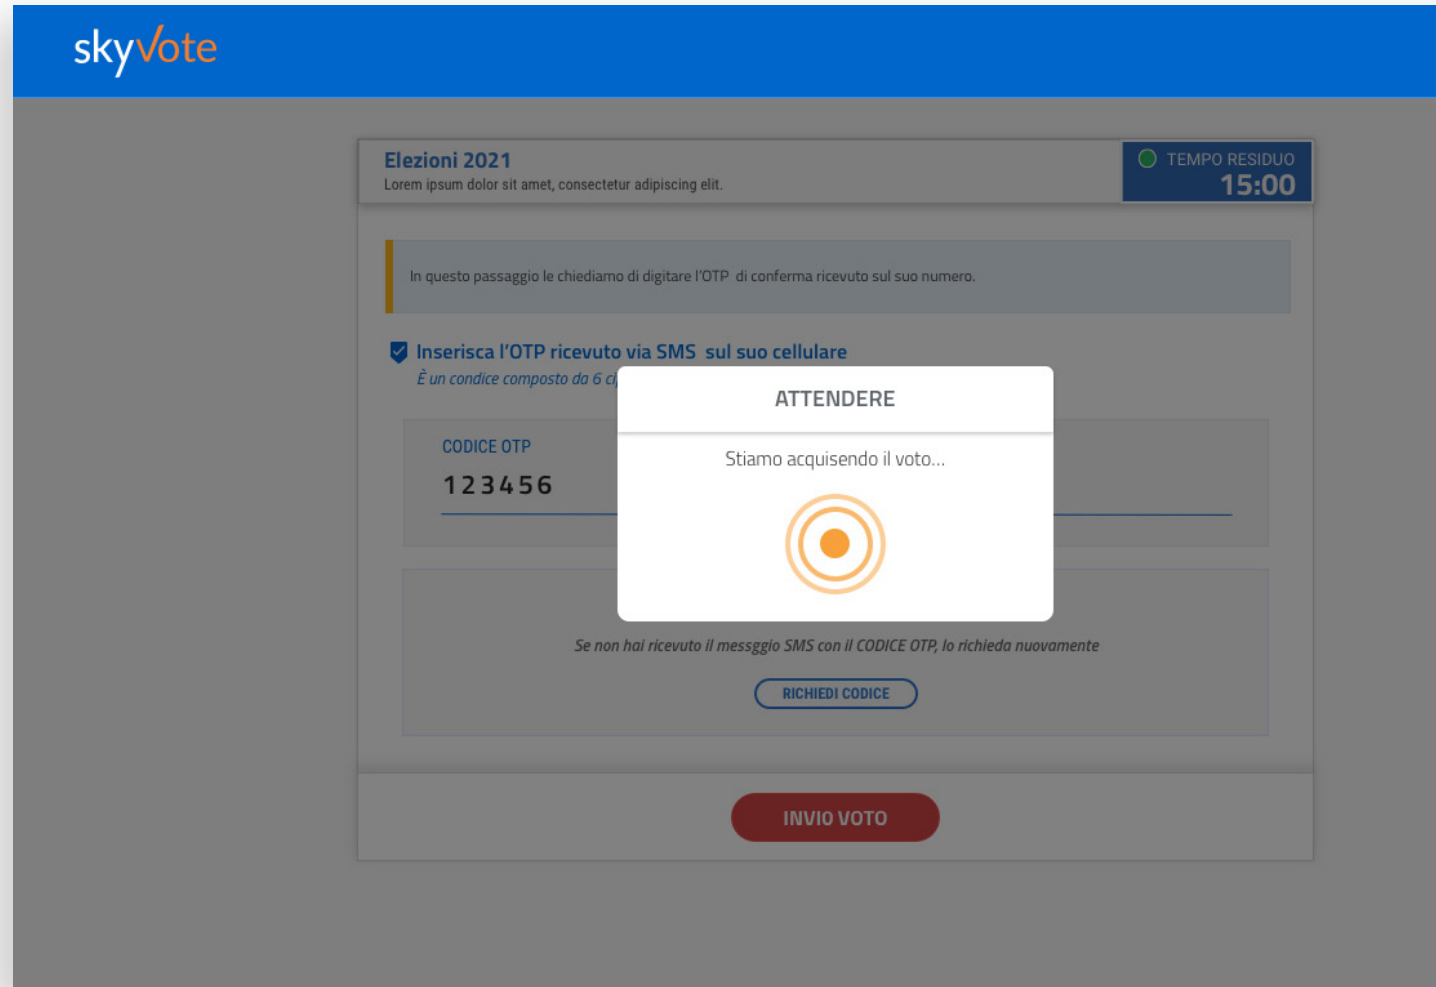 skyvote
Elezioni 2021
Lorem ipsum dolor sit amet, consectetur adipiscing elit.
TEMPO RESIDUO
15:00
In questo passaggio le chiediamo di digitare l'OTP di conferma ricevuto sul suo numero.
Inserisca l'OTP ricevuto via SMS sul suo cellulare
È un condice composto da 6
ATTENDERE
Stiamo acquisendo il voto...
CODICE OTP
123456
Se non hai ricevuto il messggio SMS con il CODICE OTP, lo richieda nuovamente
RICHIEDI CODICE
INVIO VOTO